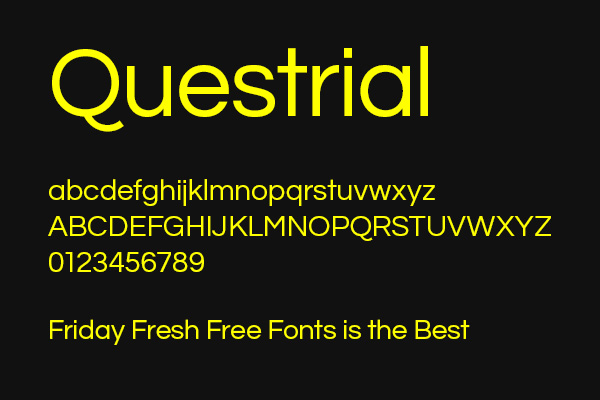 Questrial
abcdefghijklmnopqrstuvwxyz
ABCDEFGHIJKLMNOPQRSTUVWXYZ
0123456789
Friday Fresh Free Fonts is the Best